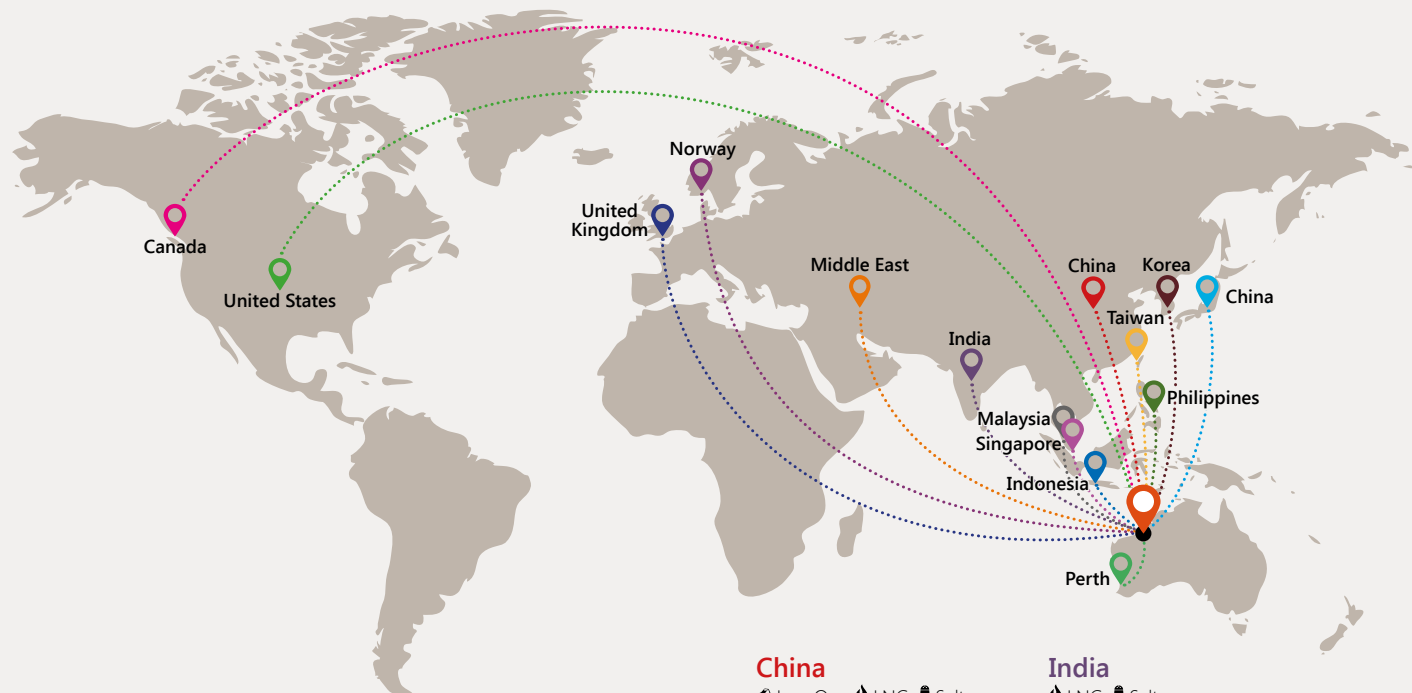 Norway
United
Kingdom
Canada
Middle East
China
Korea
United States
China
Taiwan
India
Philippines
Malaysia
Singapore
Indonesia
Perth
China
India